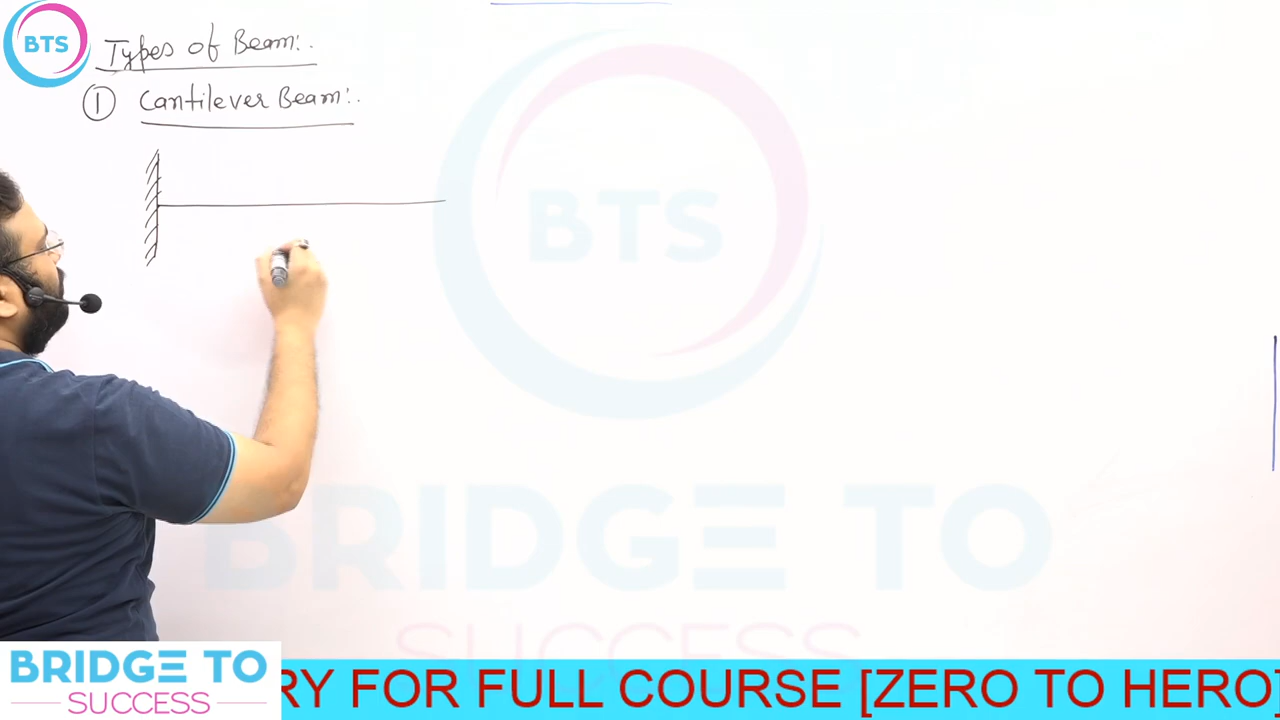 BTS
Types of Beam:.
① Cantilever Beam:.
BTS
BRIDGE TO
SUCCESS
BRIDGE TO
SUCCESS
RY FOR FULL COURSE [ZERO TO HERO]